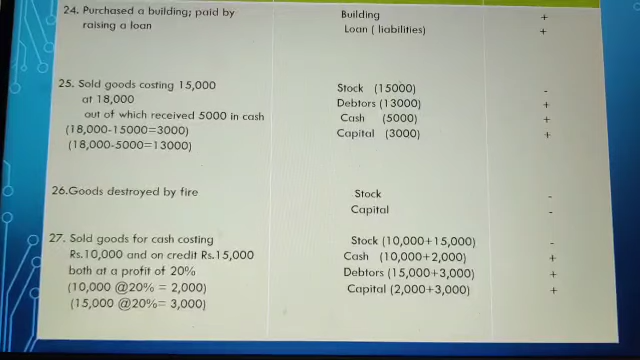 24. Purchased a building; paid by Building +
raising a loan Loan ( liabilities) +
25. Sold goods costing 15,000 Stock (15000) -
at 18,000 Debtors (13000) +
out of which received 5000 in cash Cash (5000) +
(18,000-15000=3000) Capital (3000) +
(18,000-5000=13000)
26.Goods destroyed by fire Stock -
Capital -
27. Sold goods for cash costing Stock (10,000+15,000) -
Rs.10,000 and on credit Rs.15,000 Cash (10,000+2,000) +
both at a profit of 20% Debtors (15,000+3,000) +
(10,000 @20% = 2,000) Capital (2,000+3,000) +
(15,000 @20%= 3,000)